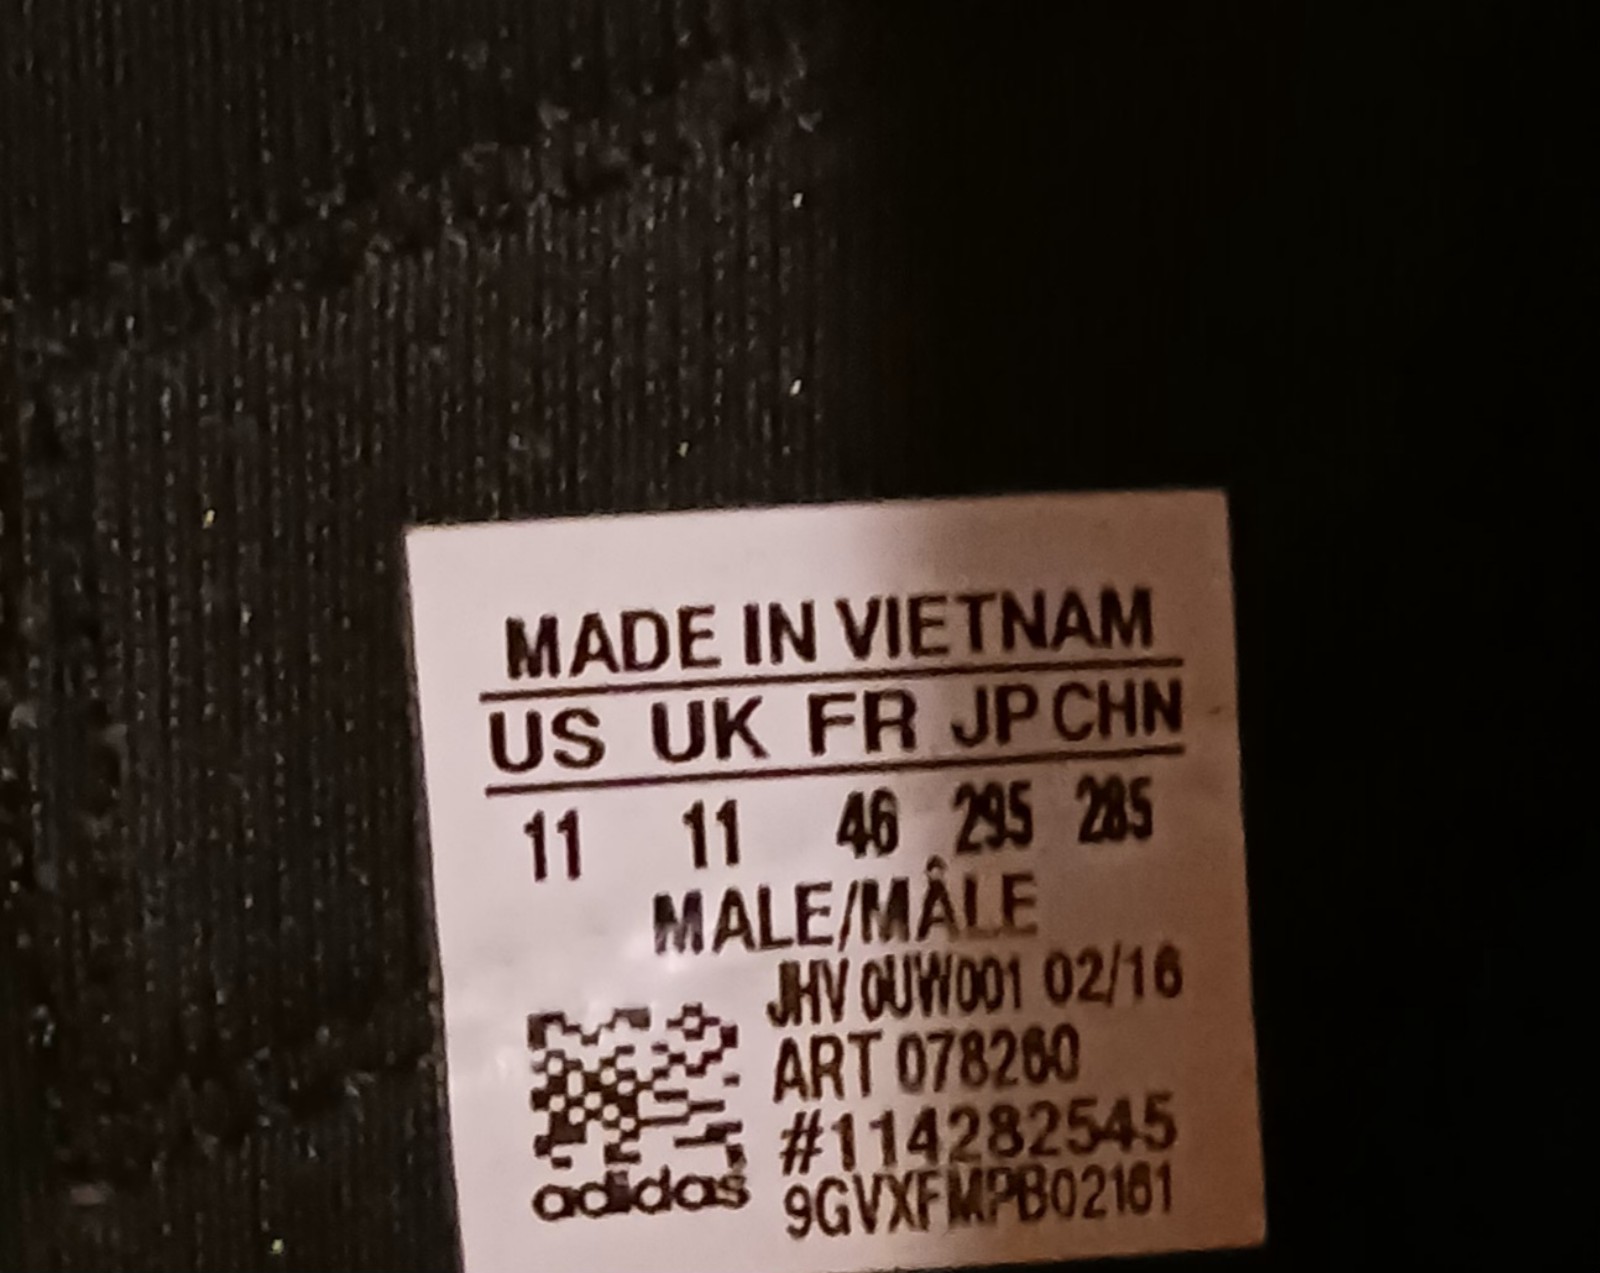 MADE IN VIETNAM
US UK FR JP CHN
11 11 46 295 285
MALE/MÂLE
JHV 0UW001 02/16
ART 078260
#114282545
9GVXFMPB02161
adidas